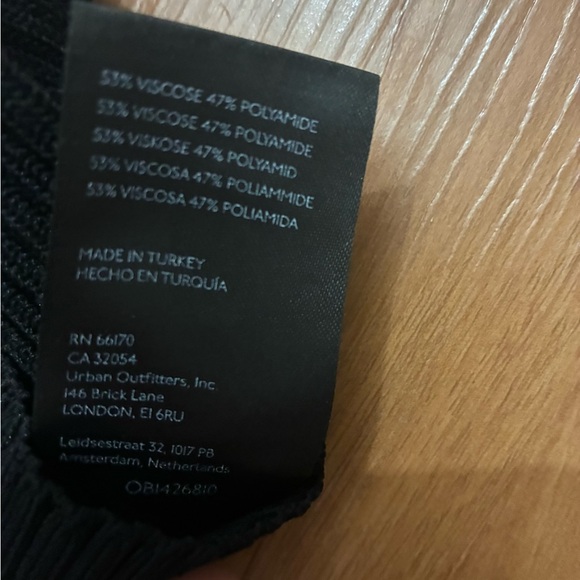 53% VISCOSE 47% POLYAMIDE
53% VISCOSE 47% POLYAMIDE
53% VISKOSE 47% POLYAMID
53% VISCOSA 47% POLIAMMIDE
53% VISCOSA 47% POLIAMIDA
MADE IN TURKEY
HECHO EN TURQUÍA
RN 66170
CA 32054
Urban Outfitters, Inc.
146 Brick Lane
LONDON, E1 6RU
Leidsestraat 32, 1017 PB
Amsterdam, Netherlands
OB1426810